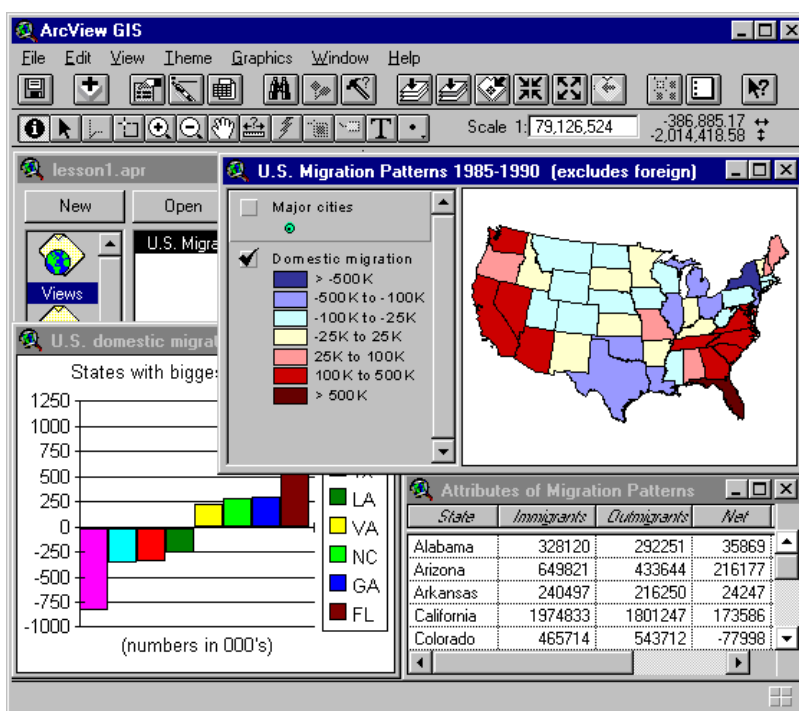 ArcView GIS
File Edit View Theme Graphics Window Help
Scale 1: 79,126,524
-386,885.17
-2,014,418.58
lesson1.apr
New Open
U.S. Migra
Views
U.S. Migration Patterns 1985-1990 (excludes foreign)
Major cities
Domestic migration
> -500K
-500K to -100K
-100K to -25K
-25K to 25K
25K to 100K
100K to 500K
> 500K
U.S. domestic migrat
States with bigges
1250
1000
750
500
250
0
-250
-500
-750
-1000
(numbers in 000's)
LA
VA
NC
GA
FL
Attributes of Migration Patterns
State Immigrants Outmigrants Net
Alabama 328120 292251 35869
Arizona 649821 433644 216177
Arkansas 240497 216250 24247
California 1974833 1801247 173586
Colorado 465714 543712 -77998